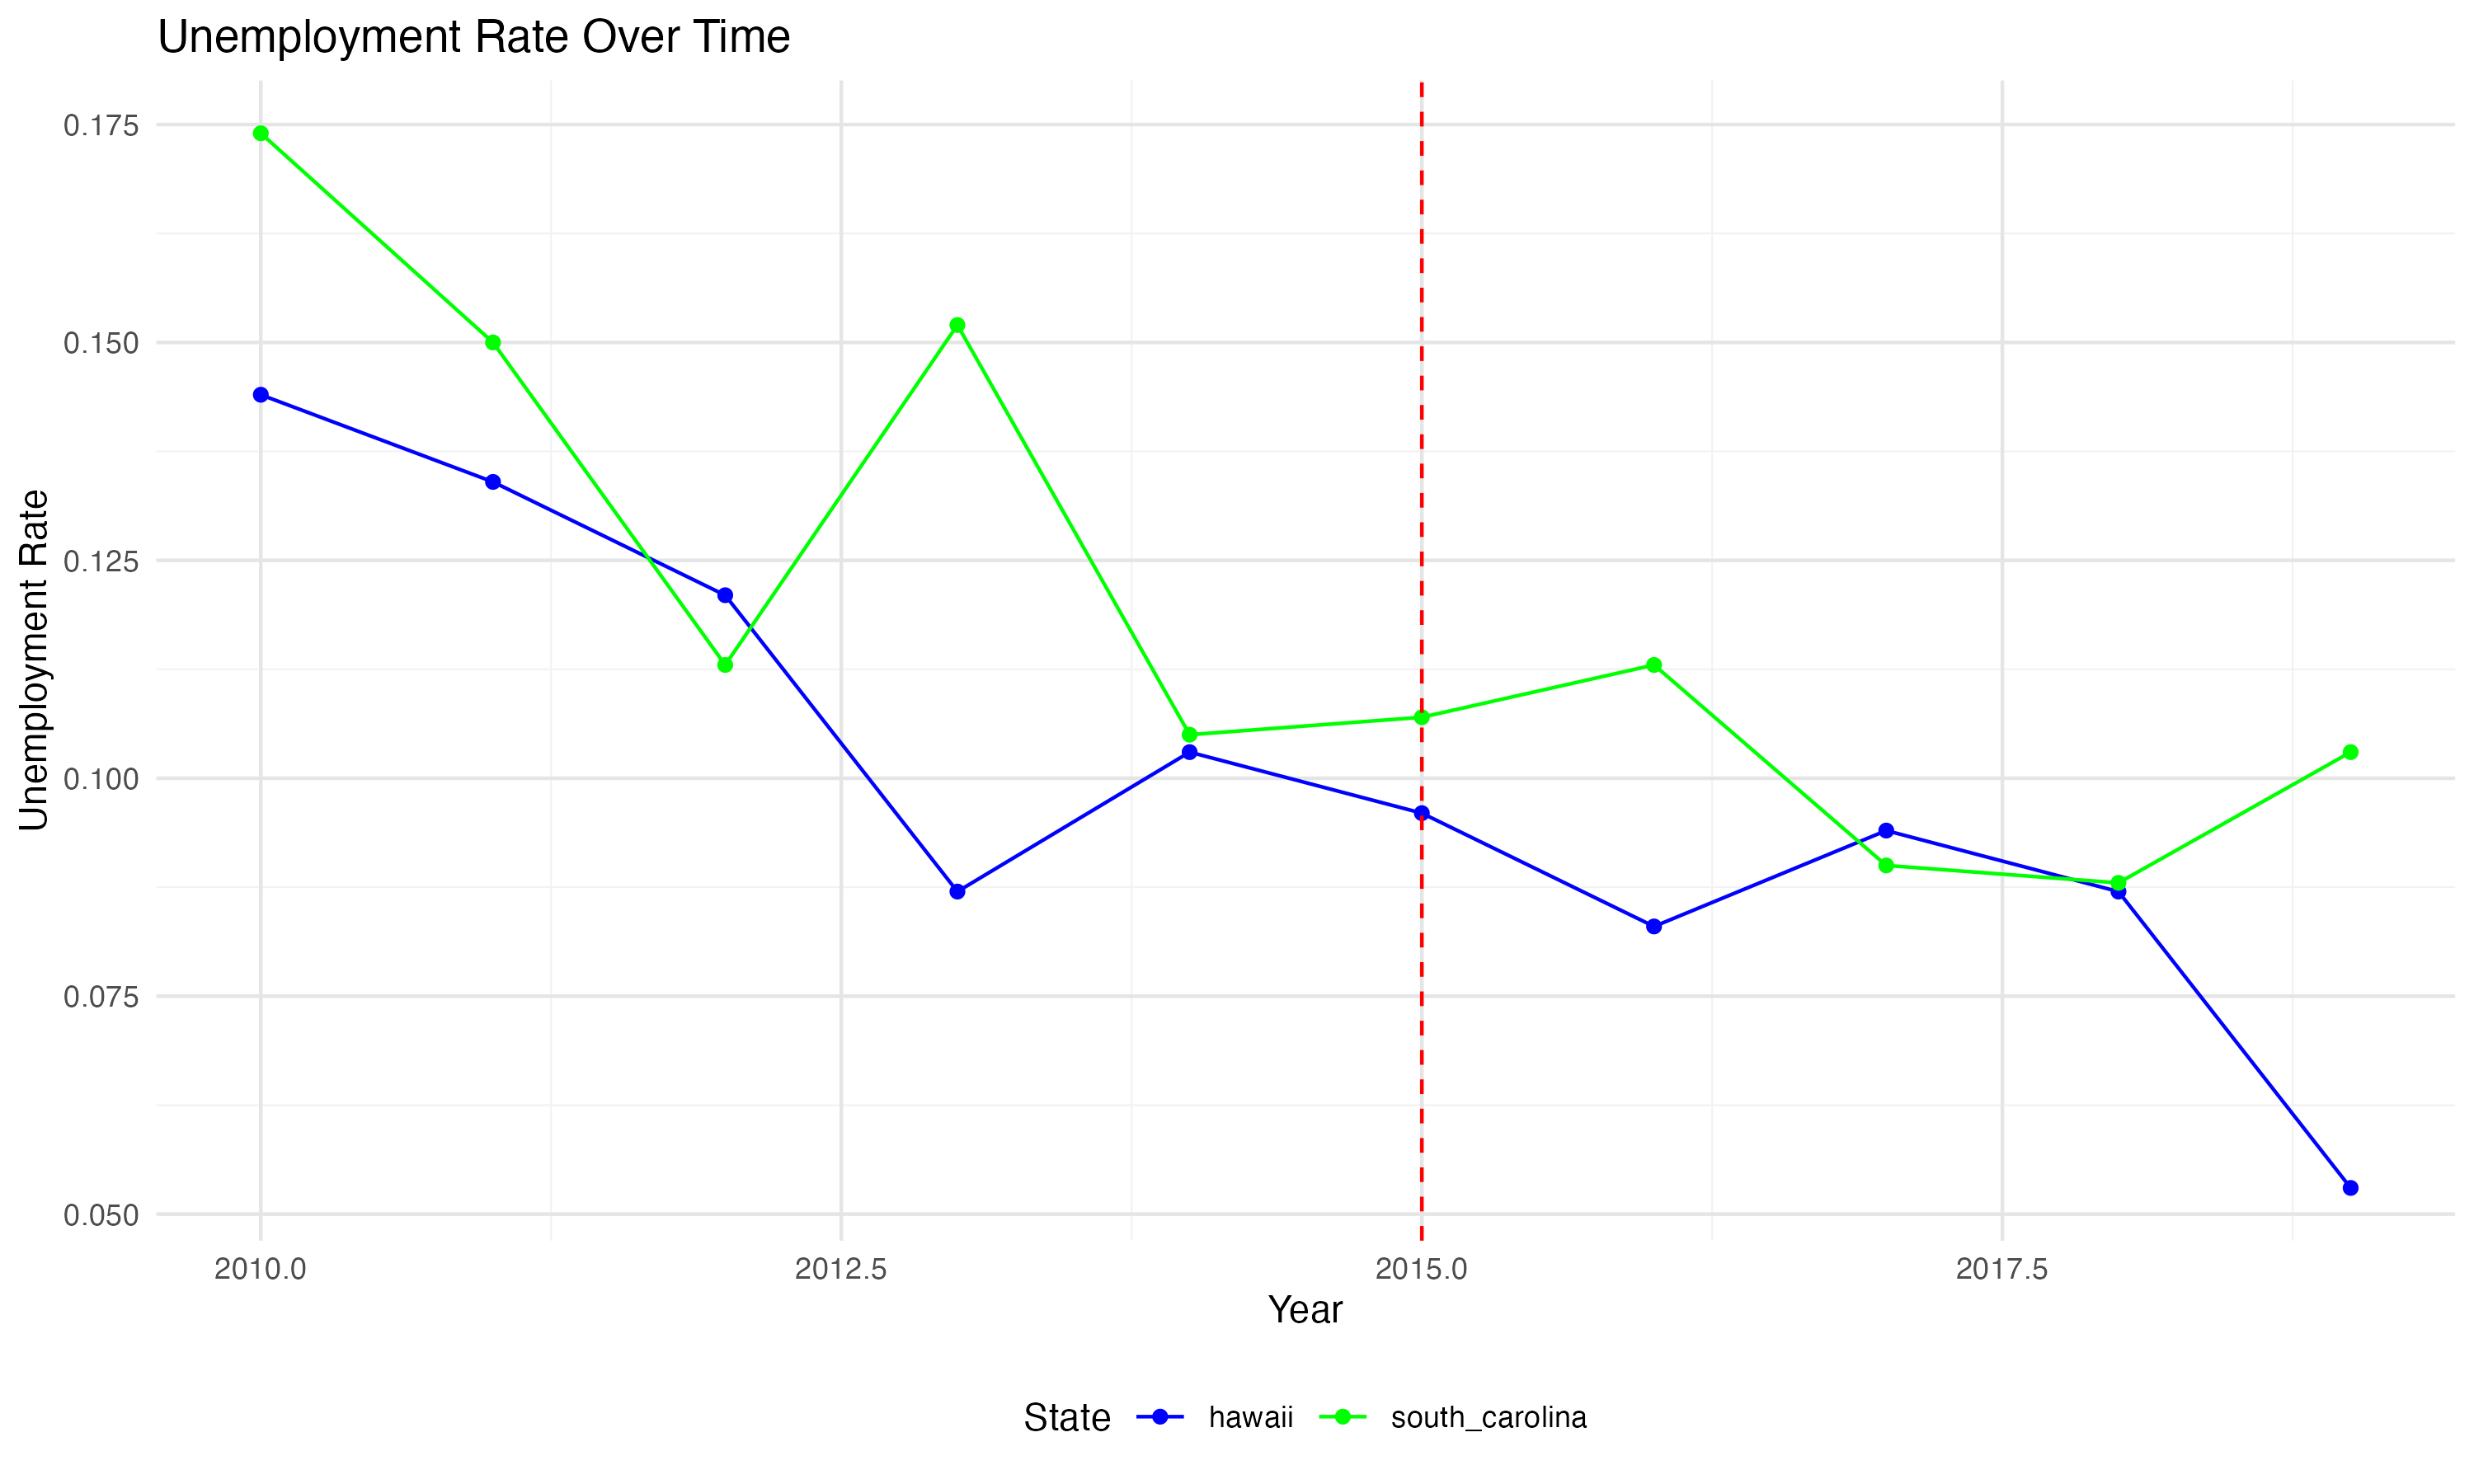 Unemployment Rate Over Time
Unemployment Rate
0.175
0.150
0.125
0.100
0.075
0.050
2010.0 2012.5 2015.0 2017.5
Year
State hawaii south_carolina